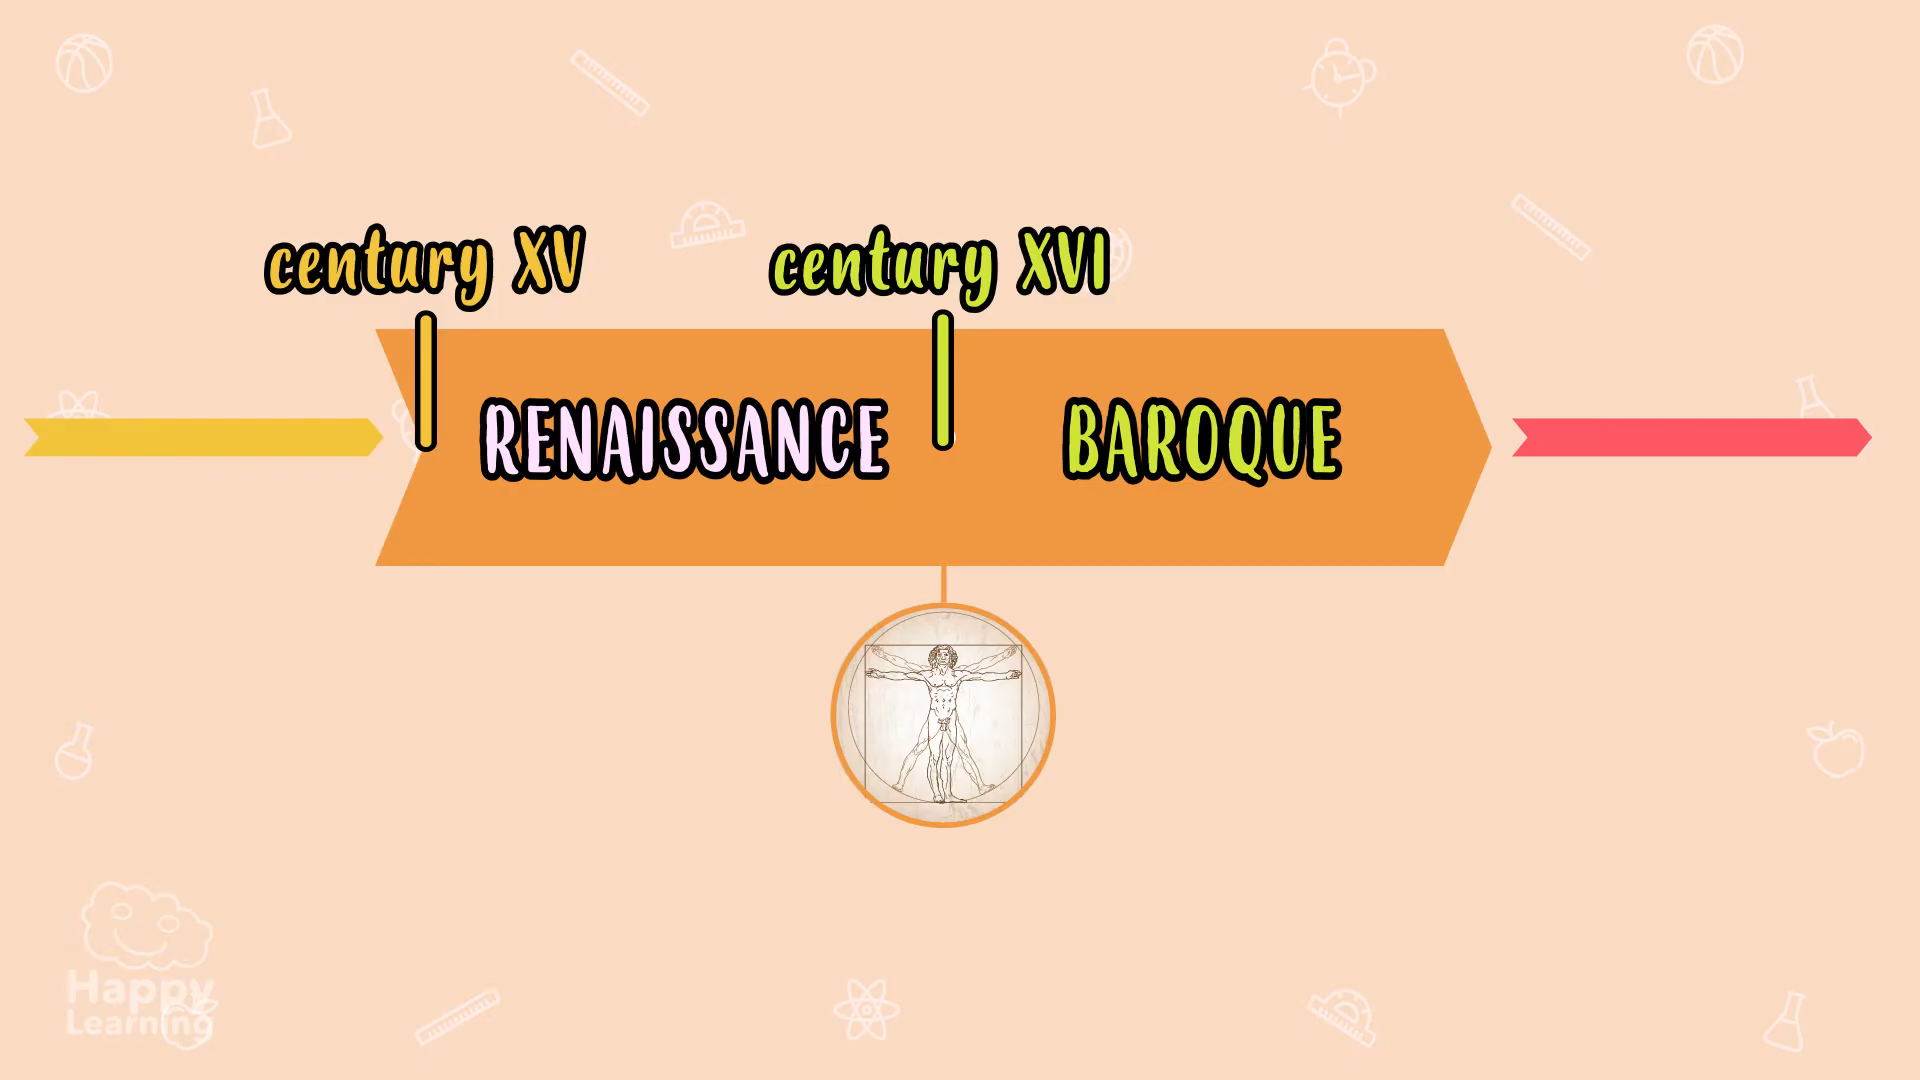 century XV
century XVI
RENAISSANCE
BAROQUE
Happy
Learning